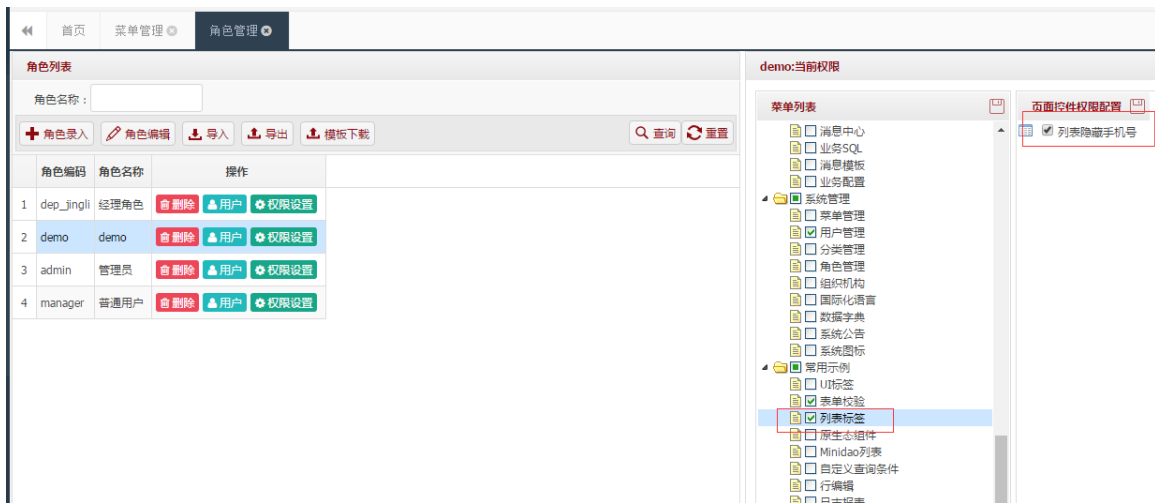 首页 菜单管理 角色管理
角色列表
角色名称：
角色录入 角色编辑 导入 导出 模板下载 查询 重置
角色编码 角色名称 操作
1 dep_jingli 经理角色 删除 用户 权限设置
2 demo demo 删除 用户 权限设置
3 admin 管理员 删除 用户 权限设置
4 manager 普通用户 删除 用户 权限设置
demo:当前权限
菜单列表
消息中心
业务SQL
消息模板
业务配置
系统管理
菜单管理
用户管理
分类管理
角色管理
组织机构
国际化语言
数据字典
系统公告
系统图标
常用示例
UI标签
表单校验
列表标签
原生态组件
Minidao列表
自定义查询条件
行编辑
日志报表
页面控件权限配置
列表隐藏手机号